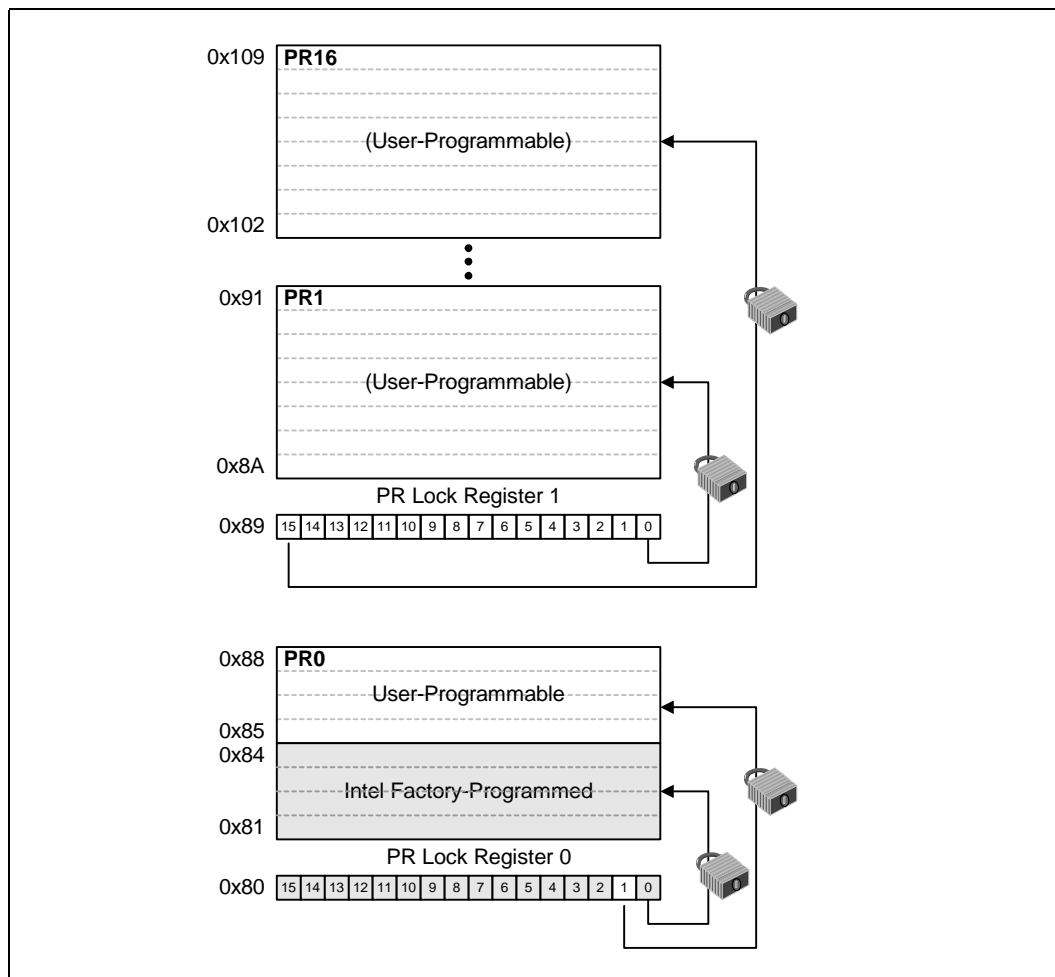 0x109
PR16
(User-Programmable)
0x102
0x91
PR1
(User-Programmable)
0x8A
PR Lock Register 1
0x89
15 14 13 12 11 10 9 8 7 6 5 4 3 2 1 0
0x88
PR0
User-Programmable
0x85
0x84
Intel Factory-Programmed
0x81
PR Lock Register 0
0x80
15 14 13 12 11 10 9 8 7 6 5 4 3 2 1 0